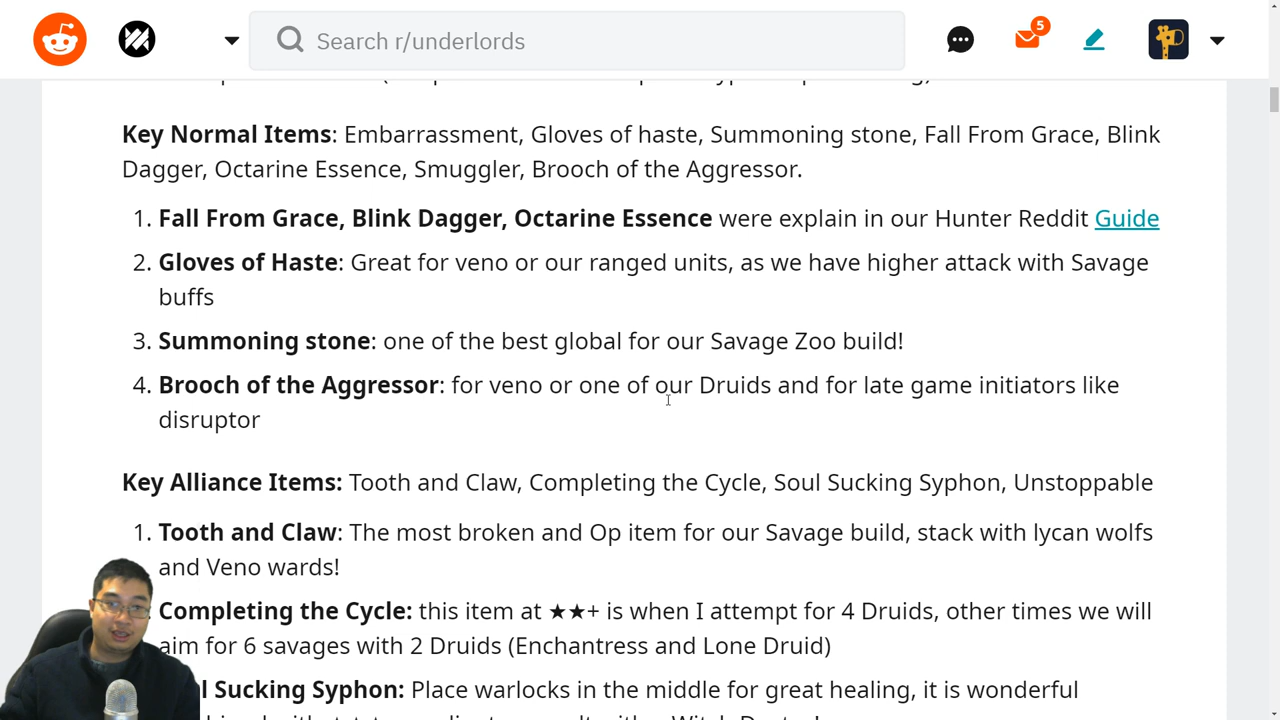 5
Search r/underlords
Key Normal Items: Embarrassment, Gloves of haste, Summoning stone, Fall From Grace, Blink
Dagger, Octarine Essence, Smuggler, Brooch of the Aggressor.
1. Fall From Grace, Blink Dagger, Octarine Essence were explain in our Hunter Reddit Guide
2. Gloves of Haste: Great for veno or our ranged units, as we have higher attack with Savage
buffs
3. Summoning stone: one of the best global for our Savage Zoo build!
4. Brooch of the Aggressor: for veno or one of our Druids and for late game initiators like
disruptor
Key Alliance Items: Tooth and Claw, Completing the Cycle, Soul Sucking Syphon, Unstoppable
1. Tooth and Claw: The most broken and Op item for our Savage build, stack with lycan wolfs
and Veno wards!
Completing the Cycle: this item at ★★+ is when I attempt for 4 Druids, other times we will
aim for 6 savages with 2 Druids (Enchantress and Lone Druid)
l Sucking Syphon: Place warlocks in the middle for great healing, it is wonderful